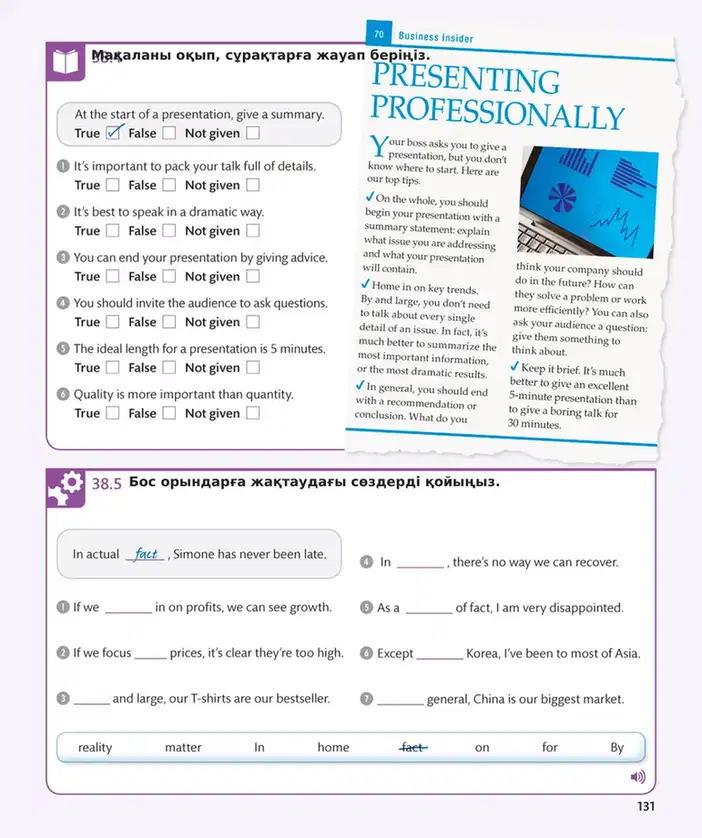 70 Business Insider
38.4 Мақаланы оқып, сұрақтарға жауап беріңіз.
At the start of a presentation, give a summary.
True ✓ False Not given
1 It's important to pack your talk full of details.
True False Not given
2 It's best to speak in a dramatic way.
True False Not given
3 You can end your presentation by giving advice.
True False Not given
4 You should invite the audience to ask questions.
True False Not given
5 The ideal length for a presentation is 5 minutes.
True False Not given
6 Quality is more important than quantity.
True False Not given
PRESENTING
PROFESSIONALLY
Your boss asks you to give a
presentation, but you don't
know where to start. Here are
our top tips.
✓ On the whole, you should
begin your presentation with a
summary statement: explain
what issue you are addressing
and what your presentation
will contain.
✓ Home in on key trends.
By and large, you don't need
to talk about every single
detail of an issue. In fact, it's
much better to summarize the
most important information,
or the most dramatic results.
✓ In general, you should end
with a recommendation or
conclusion. What do you
think your company should
do in the future? How can
they solve a problem or work
more efficiently? You can also
ask your audience a question:
give them something to
think about.
✓ Keep it brief. It's much
better to give an excellent
5-minute presentation than
to give a boring talk for
30 minutes.
38.5 Бос орындарға жақтаудағы сөздерді қойыңыз.
In actual fact, Simone has never been late.
1 If we ______ in on profits, we can see growth.
2 If we focus ______ prices, it's clear they're too high.
3 ______ and large, our T-shirts are our bestseller.
4 In ______, there's no way we can recover.
5 As a ______ of fact, I am very disappointed.
6 Except ______ Korea, I've been to most of Asia.
7 ______ general, China is our biggest market.
reality matter In home fact on for By
131